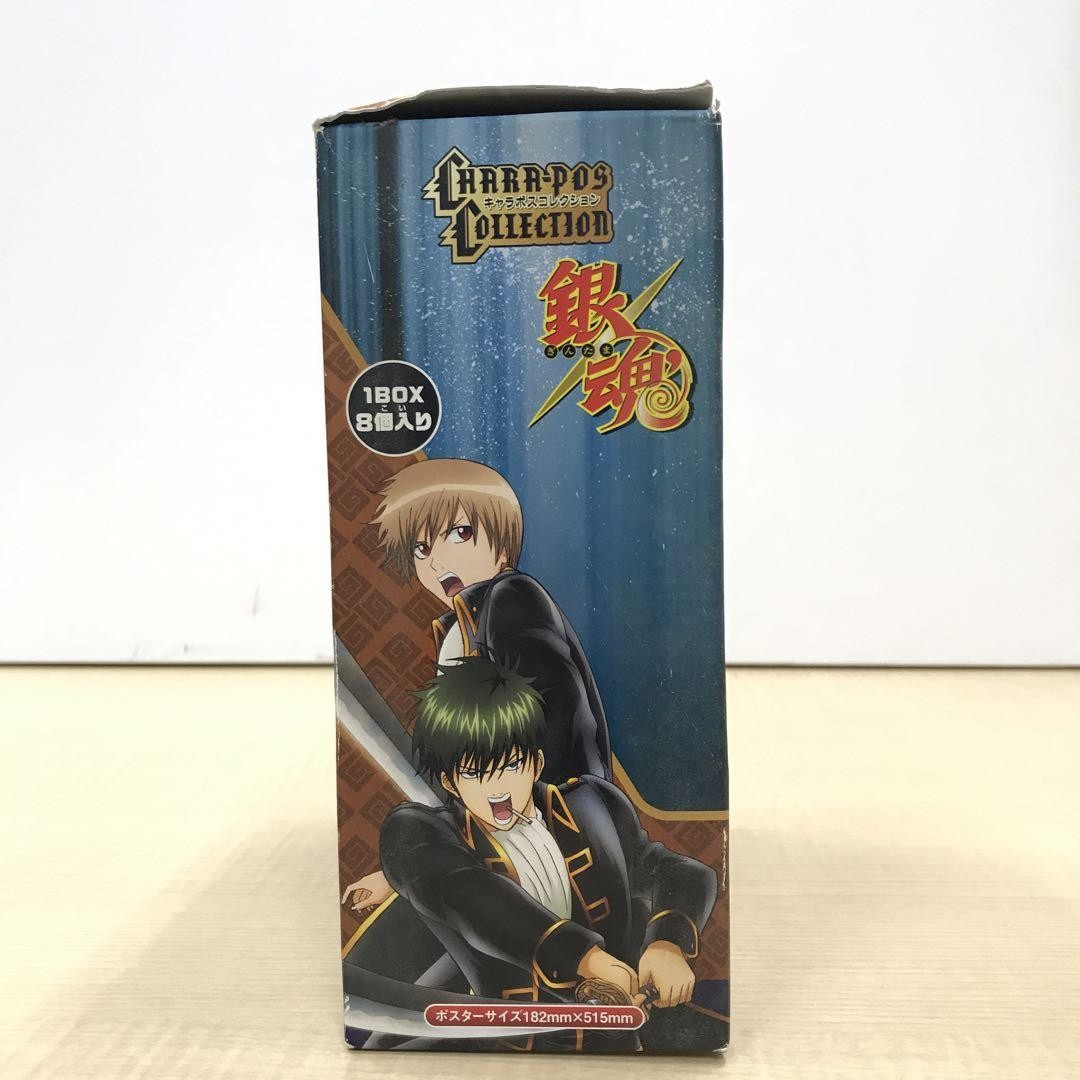 CHARA-POS
キャラポスコレクション
COLLECTION
銀
ぎんたま
魂
1BOX
こい
8個入り
ポスターサイズ182mm×515mm